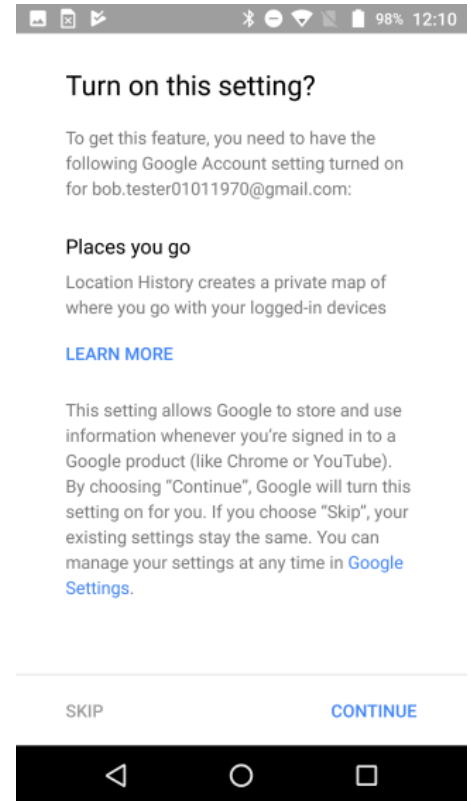 98% 12:10
Turn on this setting?
To get this feature, you need to have the
following Google Account setting turned on
for bob.tester01011970@gmail.com:
Places you go
Location History creates a private map of
where you go with your logged-in devices
LEARN MORE
This setting allows Google to store and use
information whenever you’re signed in to a
Google product (like Chrome or YouTube).
By choosing “Continue”, Google will turn this
setting on for you. If you choose “Skip”, your
existing settings stay the same. You can
manage your settings at any time in Google
Settings.
SKIP CONTINUE